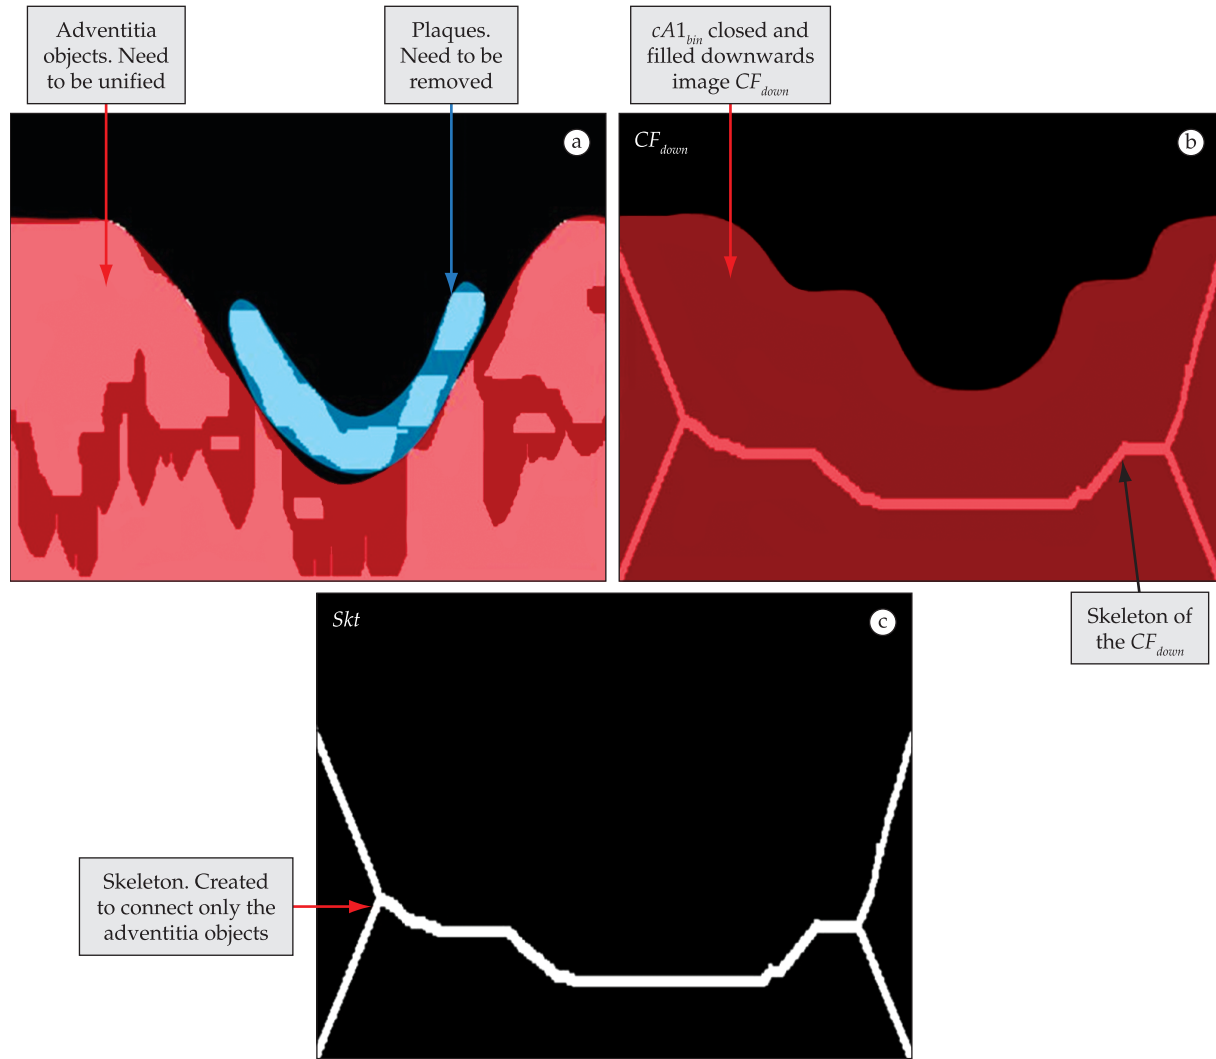 Adventitia
objects. Need
to be unified
Plaques.
Need to be
removed
cA1bin closed and
filled downwards
image CFdown
a
CFdown
b
Skeleton of
the CFdown
Skt
c
Skeleton. Created
to connect only the
adventitia objects